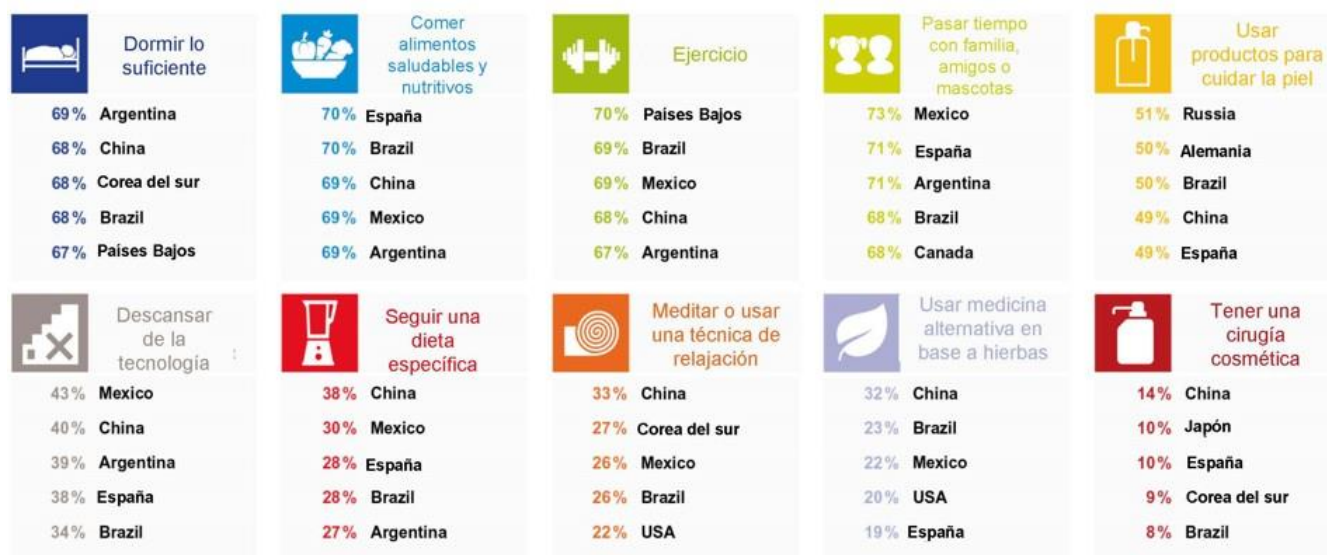 Dormir lo
suficiente
69% Argentina
68% China
68% Corea del sur
68% Brazil
67% Países Bajos
Comer
alimentos
saludables y
nutritivos
70% España
70% Brazil
69% China
69% Mexico
69% Argentina
Ejercicio
70% Países Bajos
69% Brazil
69% Mexico
68% China
67% Argentina
Pasar tiempo
con familia,
amigos o
mascotas
73% Mexico
71% España
71% Argentina
68% Brazil
68% Canada
Usar
productos para
cuidar la piel
51% Russia
50% Alemania
50% Brazil
49% China
49% España
Descansar
de la
tecnología
43% Mexico
40% China
39% Argentina
38% España
34% Brazil
Seguir una
dieta
específica
38% China
30% Mexico
28% España
28% Brazil
27% Argentina
Meditar o usar
una técnica de
relajación
33% China
27% Corea del sur
26% Mexico
26% Brazil
22% USA
Usar medicina
alternativa en
base a hierbas
32% China
23% Brazil
22% Mexico
20% USA
19% España
Tener una
cirugía
cosmética
14% China
10% Japón
10% España
9% Corea del sur
8% Brazil